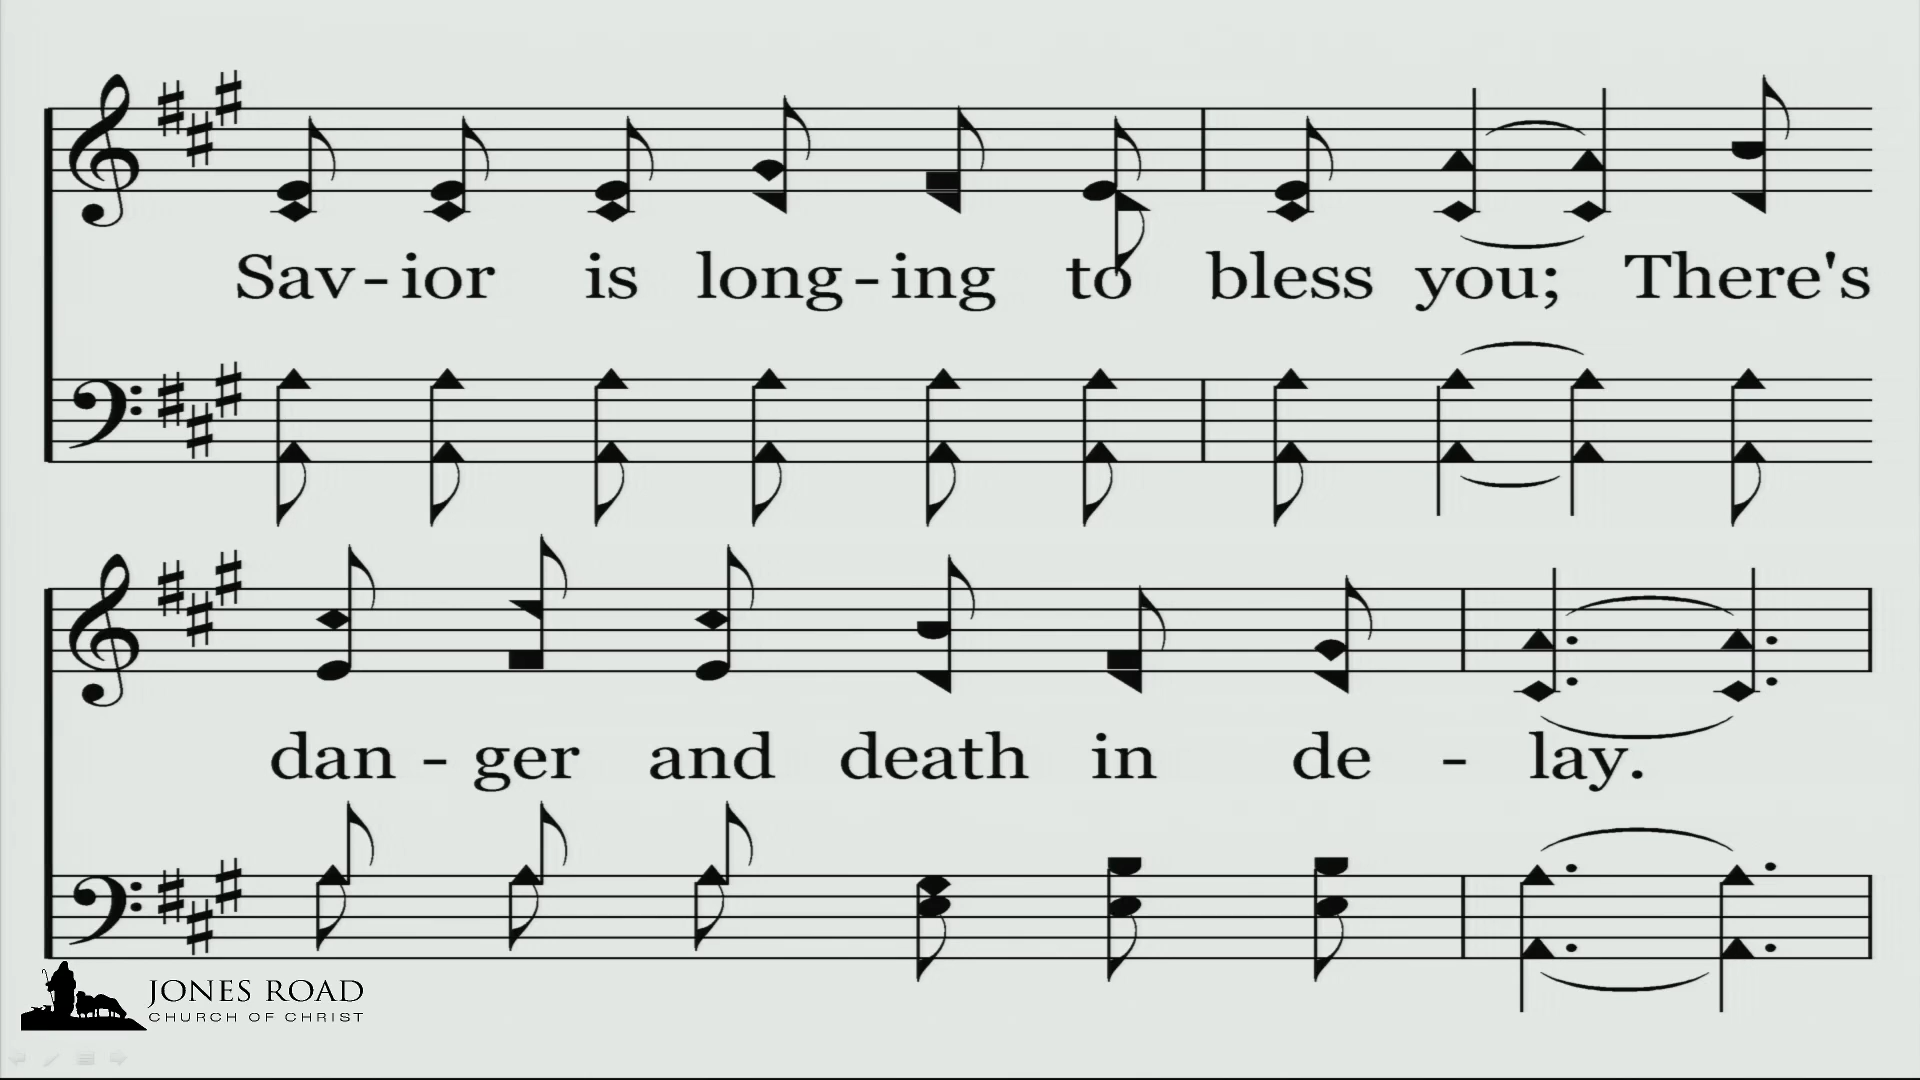 Sav-ior is long-ing to bless you; There's
dan - ger and death in de - lay.
JONES ROAD
CHURCH OF CHRIST